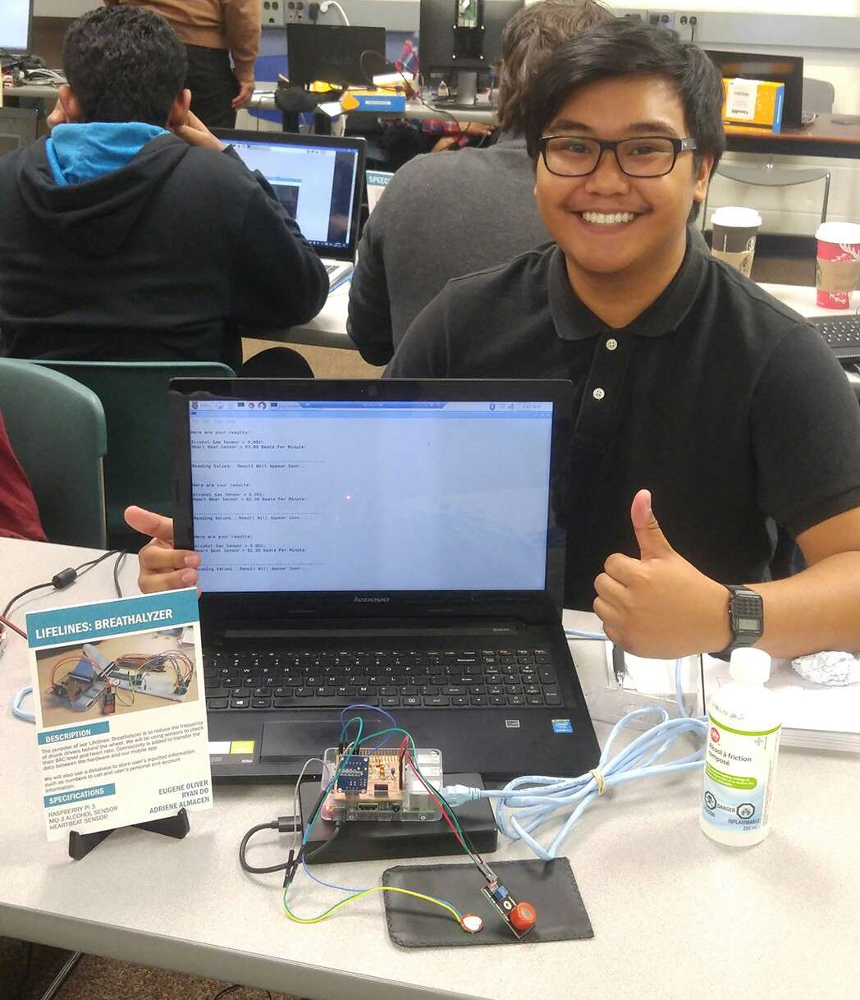 SPEEC
Here are your results!
Alcohol Gas Sensor = 0.001%
Heart Beat Sensor = 83.00 Beats Per Minute!
Reading Values...Result Will Appear Soon...
Here are your results!
Alcohol Gas Sensor = 0.001%
Heart Beat Sensor = 82.00 Beats Per Minute!
Reading Values...Result Will Appear Soon...
Here are your results!
Alcohol Gas Sensor = 0.001%
Heart Beat Sensor = 81.00 Beats Per Minute!
Reading Values...Result Will Appear Soon...
lenovo
G50
LIFELINES: BREATHALYZER
DESCRIPTION
The purpose of our Lifelines: Breathalyzer is to reduce the frequency
of drunk drivers behind the wheel. We will be using sensors to check
their BAC level and heart rate. Connectivity is added to transfer the
data between the hardware and our mobile app
We will also use a database to store user's inputted information
such as numbers to call and user's personal and account
information.
SPECIFICATIONS
RASPBERRY PI 3
MQ-3 ALCOHOL SENSOR
HEARTBEAT SENSOR
EUGENE OLIVER
RYAN DO
ADRIENE ALMACEN
Alcool à friction
composé
POISON
DANGER
INFLAMMABLE
250 mL